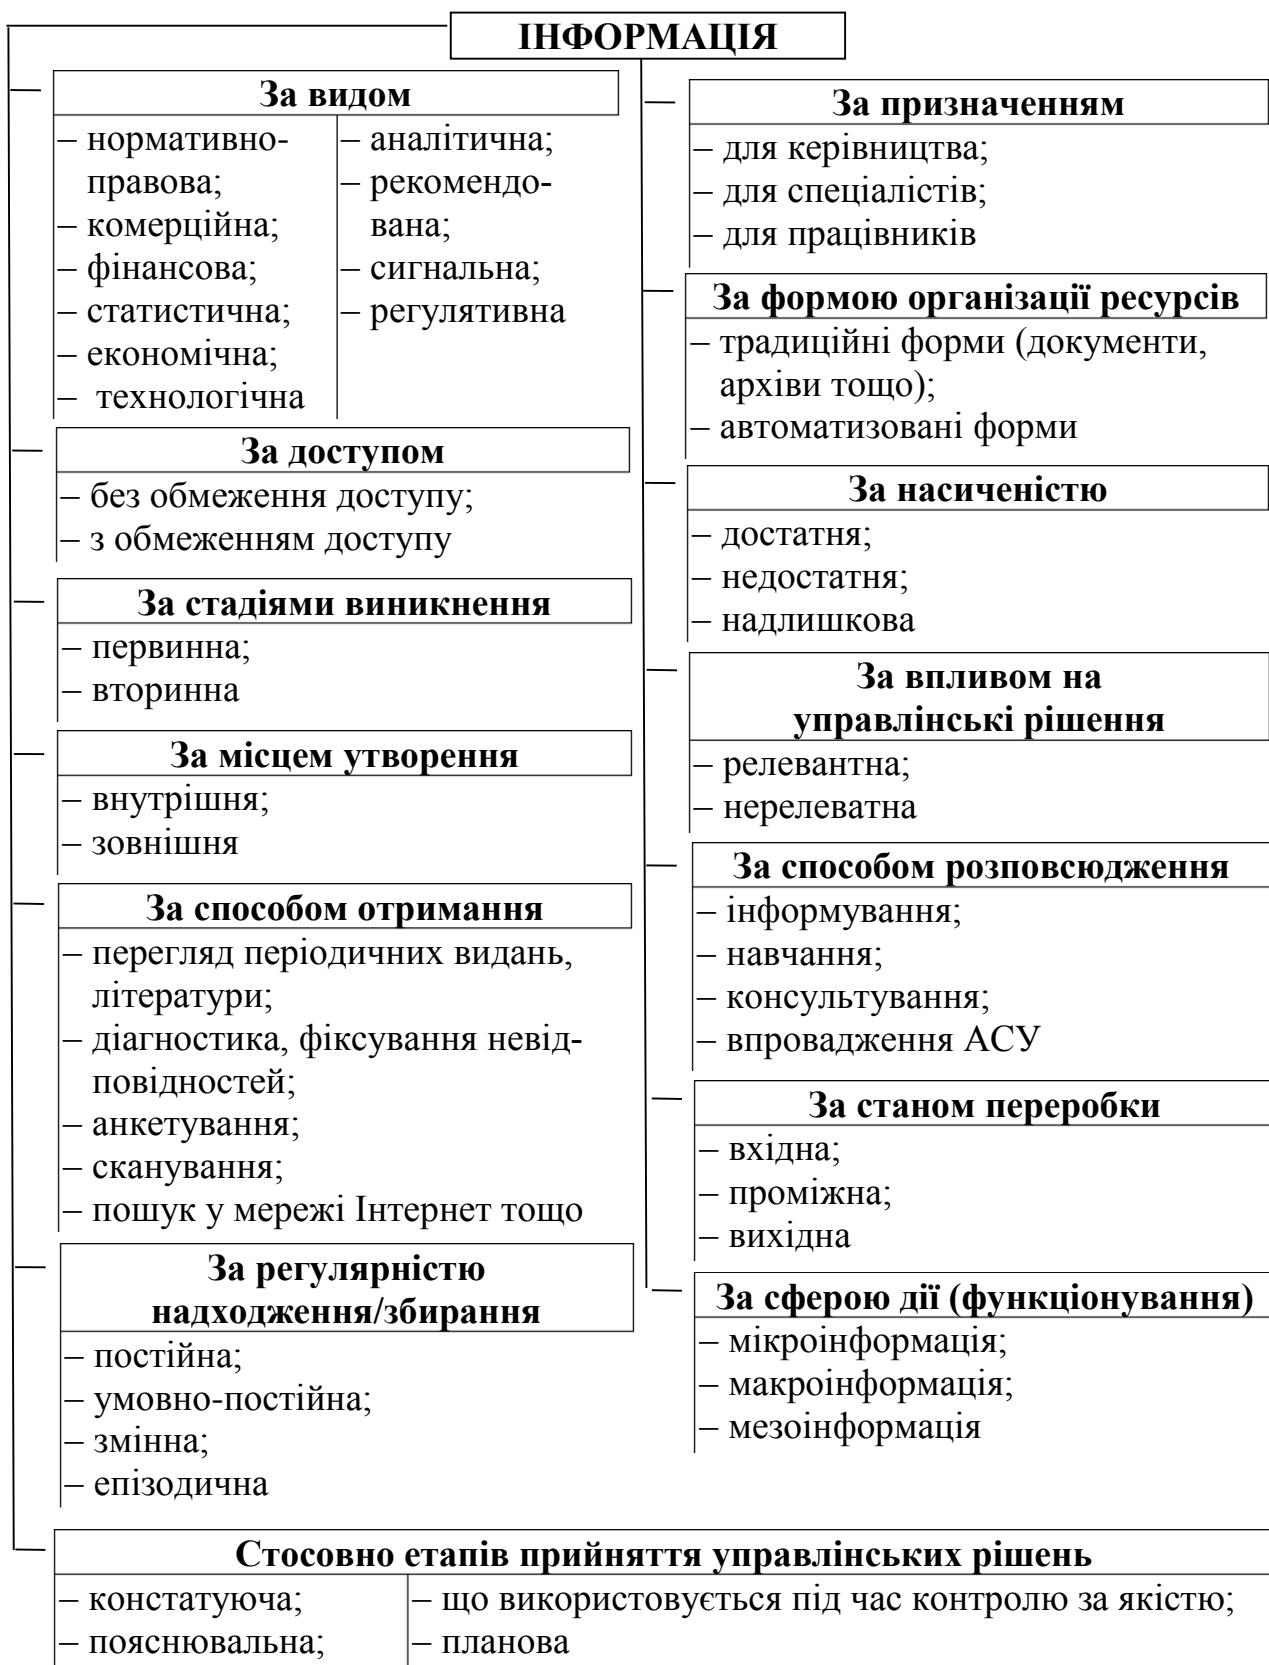 ІНФОРМАЦІЯ
За видом
– нормативно-
правова;
– комерційна;
– фінансова;
– статистична;
– економічна;
– технологічна
– аналітична;
– рекомендо-
вана;
– сигнальна;
– регулятивна
За доступом
– без обмеження доступу;
– з обмеженням доступу
За стадіями виникнення
– первинна;
– вторинна
За місцем утворення
– внутрішня;
– зовнішня
За способом отримання
– перегляд періодичних видань,
літератури;
– діагностика, фіксування невід-
повідностей;
– анкетування;
– сканування;
– пошук у мережі Інтернет тощо
За регулярністю
надходження/збирання
– постійна;
– умовно-постійна;
– змінна;
– епізодична
За призначенням
– для керівництва;
– для спеціалістів;
– для працівників
За формою організації ресурсів
– традиційні форми (документи,
архіви тощо);
– автоматизовані форми
За насиченістю
– достатня;
– недостатня;
– надлишкова
За впливом на
управлінські рішення
– релевантна;
– нерелеватна
За способом розповсюдження
– інформування;
– навчання;
– консультування;
– впровадження АСУ
За станом переробки
– вхідна;
– проміжна;
– вихідна
За сферою дії (функціонування)
– мікроінформація;
– макроінформація;
– мезоінформація
Стосовно етапів прийняття управлінських рішень
– констатуюча;
– пояснювальна;
– що використовується під час контролю за якістю;
– планова